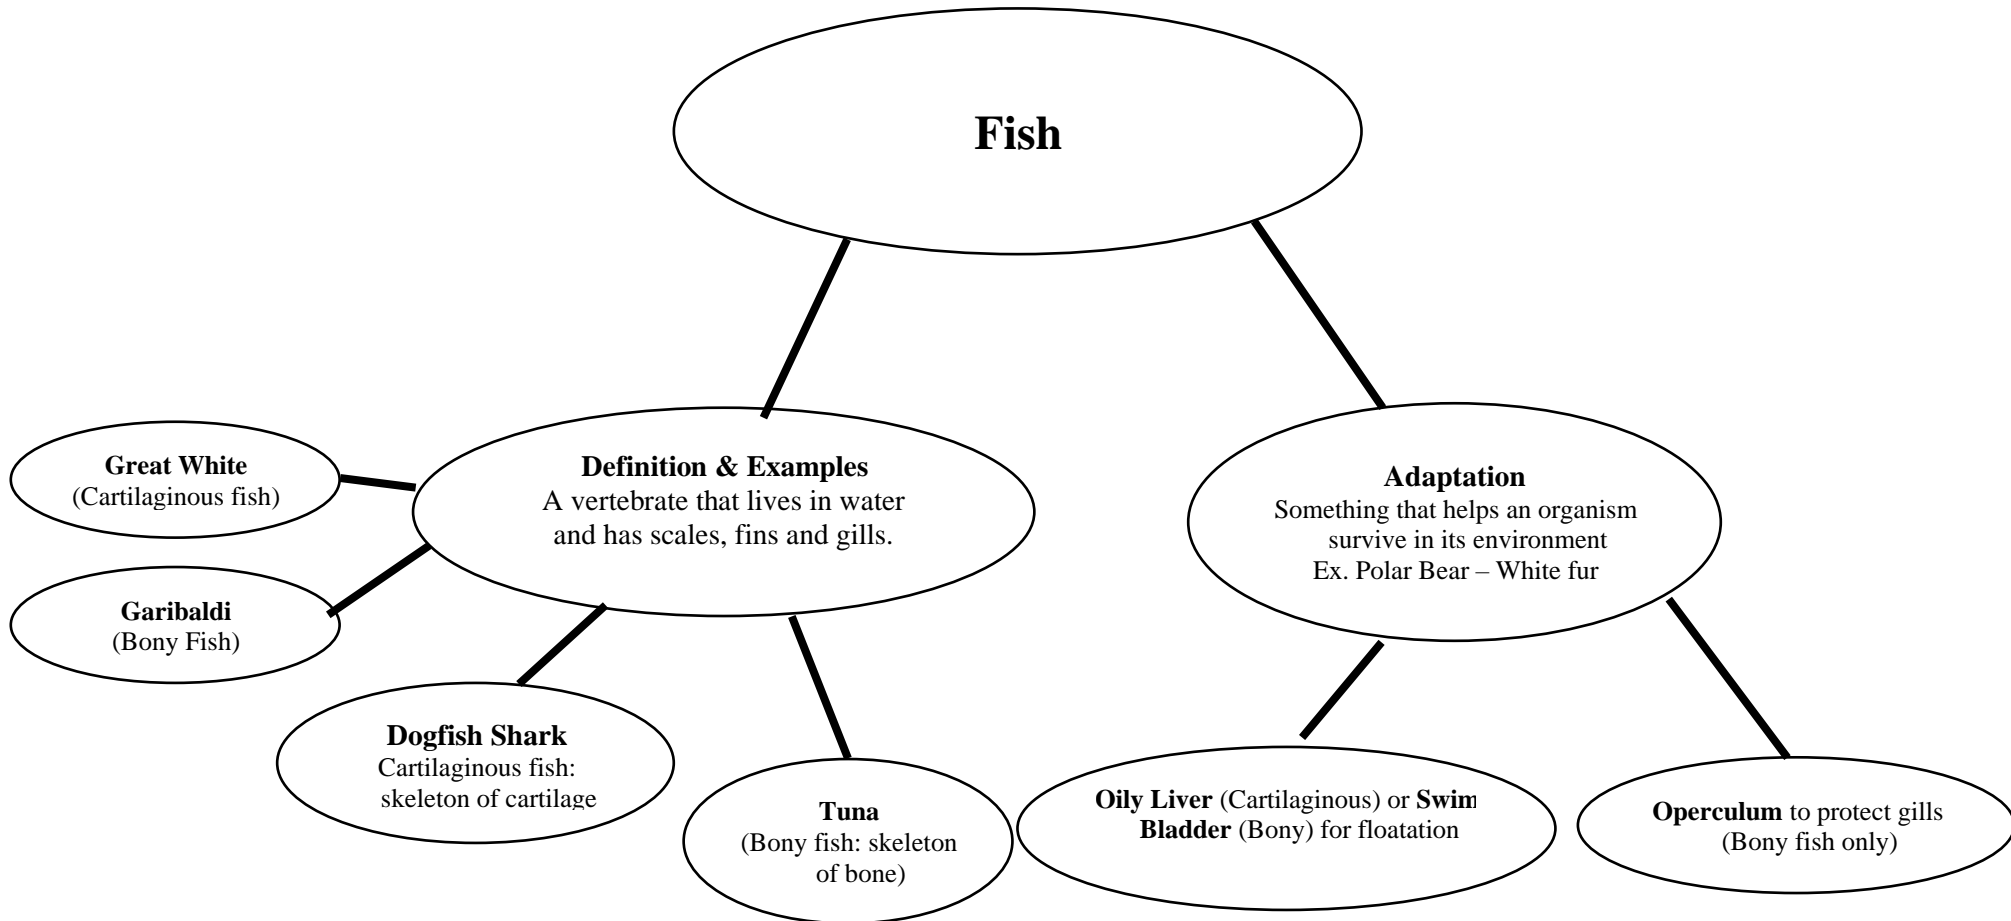 Fish
Definition & Examples
A vertebrate that lives in water
and has scales, fins and gills.
Great White
(Cartilaginous fish)
Garibaldi
(Bony Fish)
Dogfish Shark
Cartilaginous fish:
skeleton of cartilage
Tuna
(Bony fish: skeleton
of bone)
Adaptation
Something that helps an organism
survive in its environment
Ex. Polar Bear – White fur
Oily Liver (Cartilaginous) or Swim
Bladder (Bony) for floatation
Operculum to protect gills
(Bony fish only)